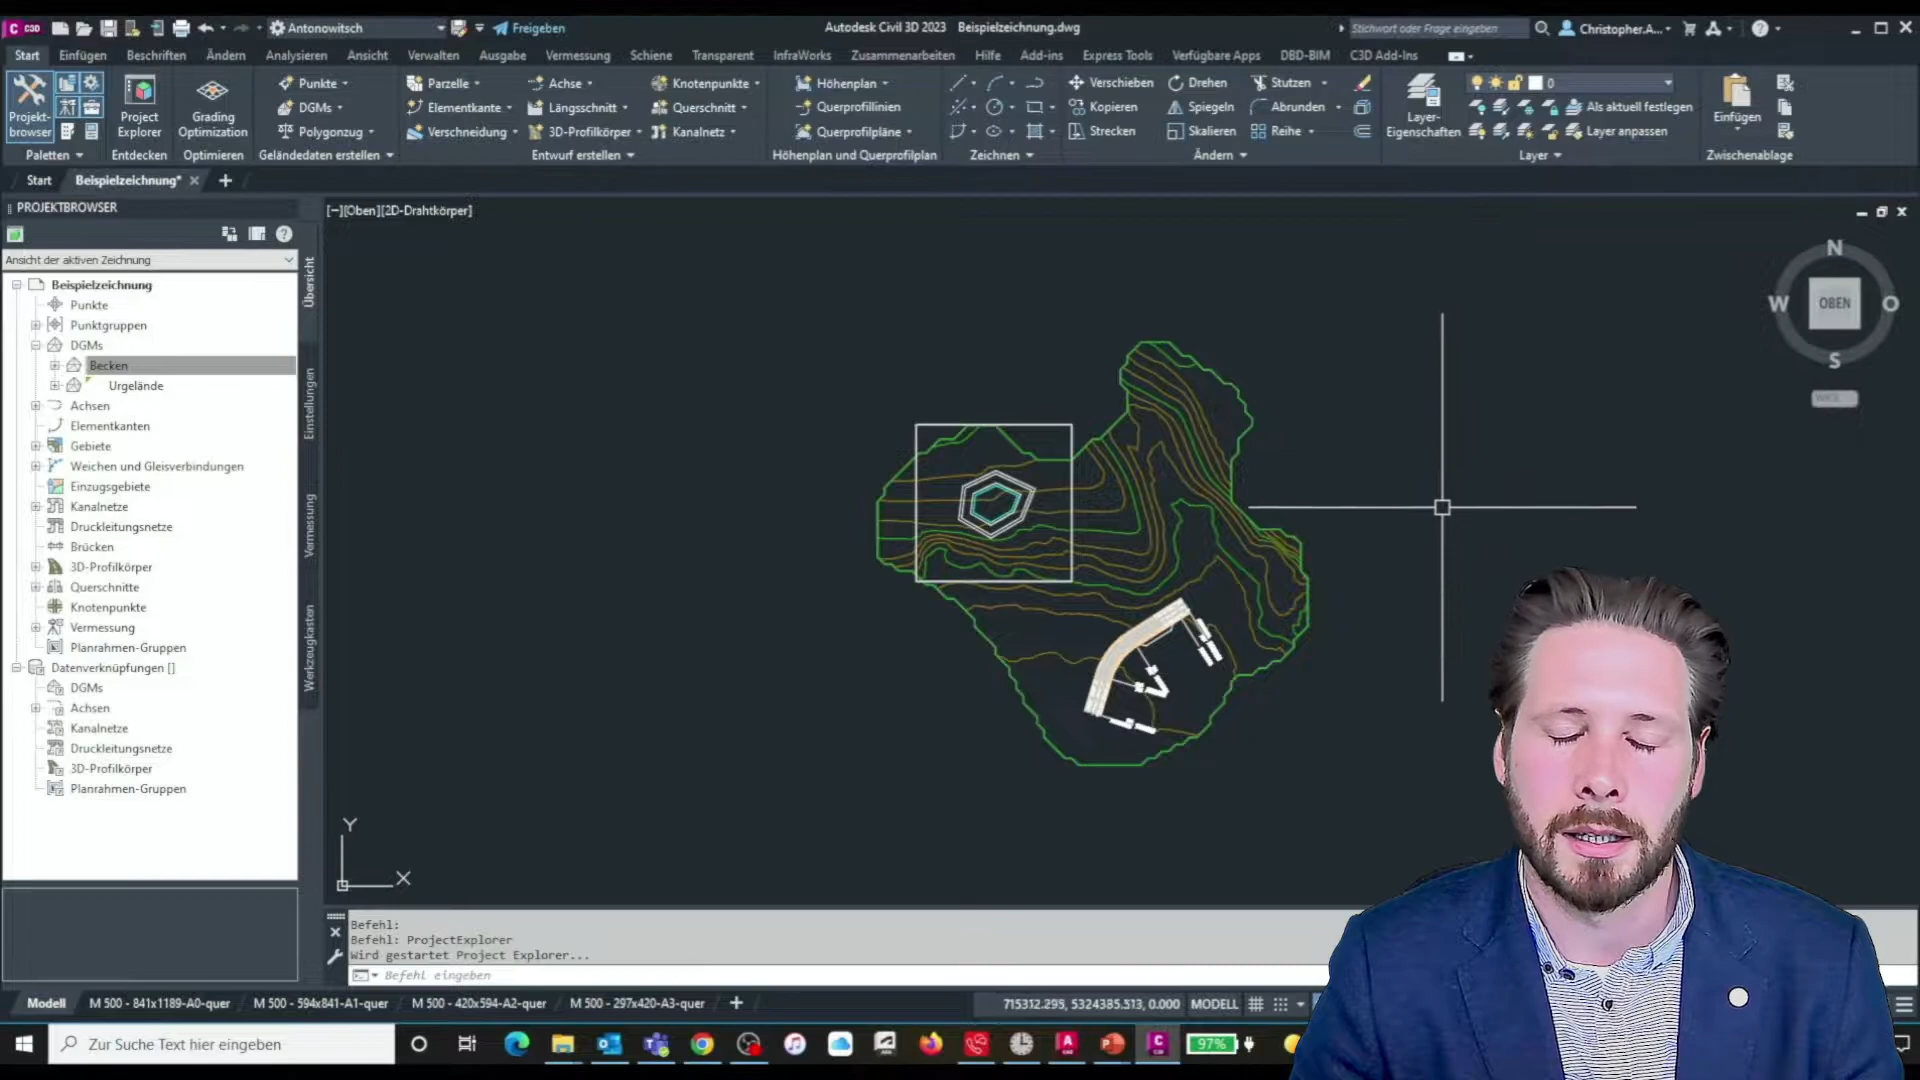 C3D Antonowitsch Freigeben Autodesk Civil 3D 2023 Beispielzeichnung.dwg Stichwort oder Frage eingeben Christopher.A...
Start Einfügen Beschriften Ändern Analysieren Ansicht Verwalten Ausgabe Vermessung Schiene Transparent InfraWorks Zusammenarbeiten Hilfe Add-ins Express Tools Verfügbare Apps DBD-BIM C3D Add-Ins
Punkte Parzelle Achse Knotenpunkte Höhenplan Verschieben Drehen Stutzen 0
Projekt-browser Project Explorer Grading Optimization DGMs Elementkante Längsschnitt Querschnitt Querprofillinien Kopieren Spiegeln Abrunden Layer-Eigenschaften Als aktuell festlegen Einfügen
Polygonzug Verschneidung 3D-Profilkörper Kanalnetz Querprofilpläne Strecken Skalieren Reihe Layer anpassen
Paletten Entdecken Optimieren Geländedaten erstellen Entwurf erstellen Höhenplan und Querprofilplan Zeichnen Ändern Layer Zwischenablage
Start Beispielzeichnung*
PROJEKTBROWSER
[−][Oben][2D-Drahtkörper]
Ansicht der aktiven Zeichnung
Beispielzeichnung
Punkte
Punktgruppen
DGMs
Becken
Urgelände
Achsen
Elementkanten
Gebiete
Weichen und Gleisverbindungen
Einzugsgebiete
Kanalnetze
Druckleitungsnetze
Brücken
3D-Profilkörper
Querschnitte
Knotenpunkte
Vermessung
Planrahmen-Gruppen
Datenverknüpfungen []
DGMs
Achsen
Kanalnetze
Druckleitungsnetze
3D-Profilkörper
Planrahmen-Gruppen
Übersicht
Einstellungen
Vermessung
Werkzeugkasten
N
W OBEN O
S
Y
X
Befehl:
Befehl: ProjectExplorer
Wird gestartet Project Explorer...
Befehl eingeben
Modell M 500 - 841x1189-A0-quer M 500 - 594x841-A1-quer M 500 - 420x594-A2-quer M 500 - 297x420-A3-quer 715312.295, 5324385.513, 0.000 MODELL
Zur Suche Text hier eingeben 97%